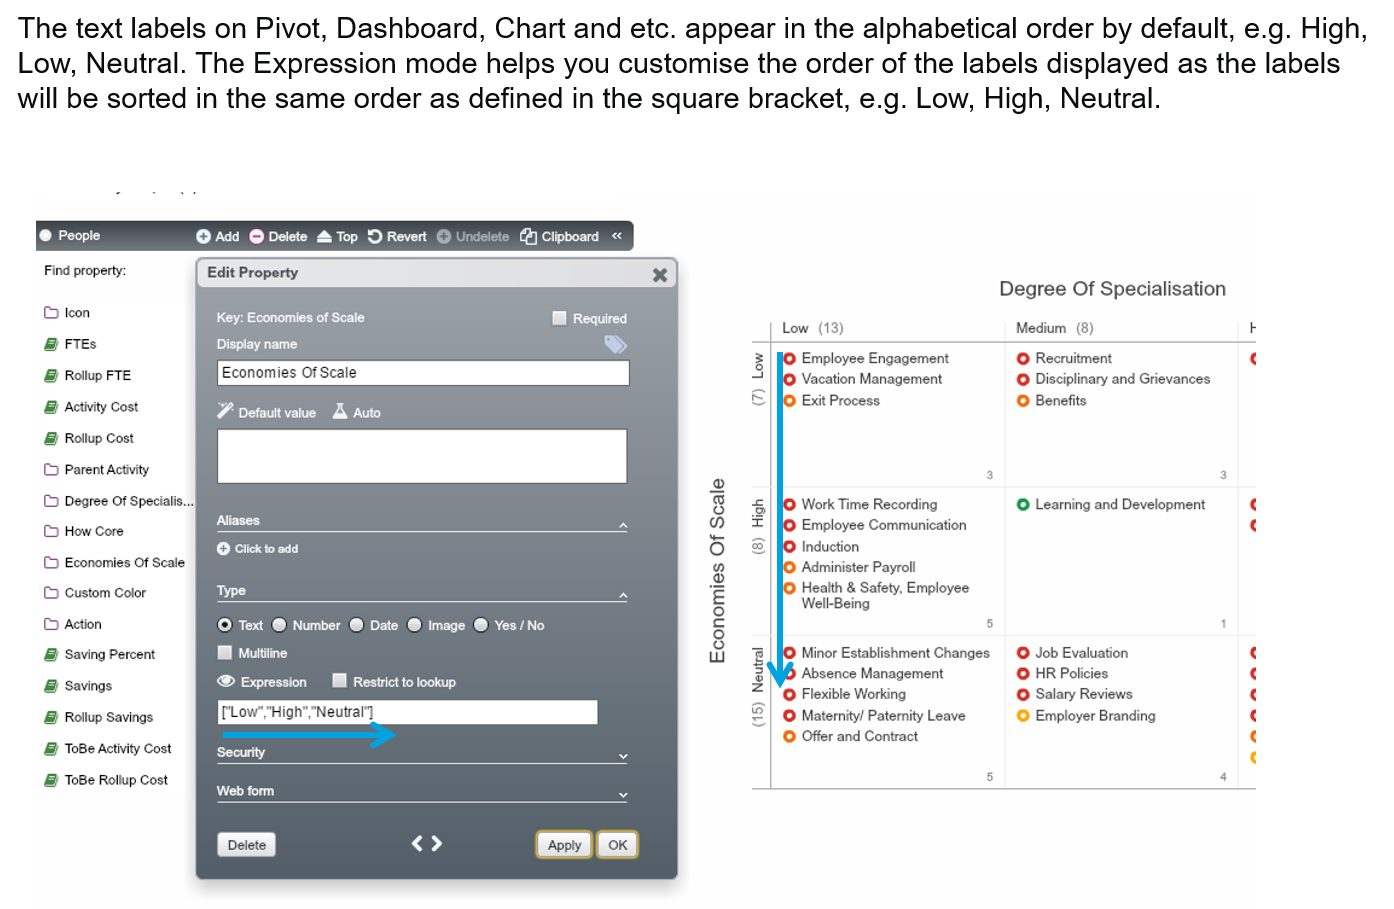 The text labels on Pivot, Dashboard, Chart and etc. appear in the alphabetical order by default, e.g. High,
Low, Neutral. The Expression mode helps you customise the order of the labels displayed as the labels
will be sorted in the same order as defined in the square bracket, e.g. Low, High, Neutral.
People
Add Delete Top Revert Undelete Clipboard «
Find property:
Icon
FTEs
Rollup FTE
Activity Cost
Rollup Cost
Parent Activity
Degree Of Specialis...
How Core
Economies Of Scale
Custom Color
Action
Saving Percent
Savings
Rollup Savings
ToBe Activity Cost
ToBe Rollup Cost
Edit Property
Key: Economies of Scale
Required
Display name
Economies Of Scale
Default value Auto
Aliases
Click to add
Type
Text Number Date Image Yes / No
Multiline
Expression Restrict to lookup
["Low","High","Neutral"]
Security
Web form
Delete
Apply OK
Degree Of Specialisation
Low (13) Medium (8)
Economies Of Scale
(7) Low
Employee Engagement
Vacation Management
Exit Process
3
Recruitment
Disciplinary and Grievances
Benefits
3
(8) High
Work Time Recording
Employee Communication
Induction
Administer Payroll
Health & Safety, Employee
Well-Being
5
Learning and Development
1
(15) Neutral
Minor Establishment Changes
Absence Management
Flexible Working
Maternity/ Paternity Leave
Offer and Contract
5
Job Evaluation
HR Policies
Salary Reviews
Employer Branding
4